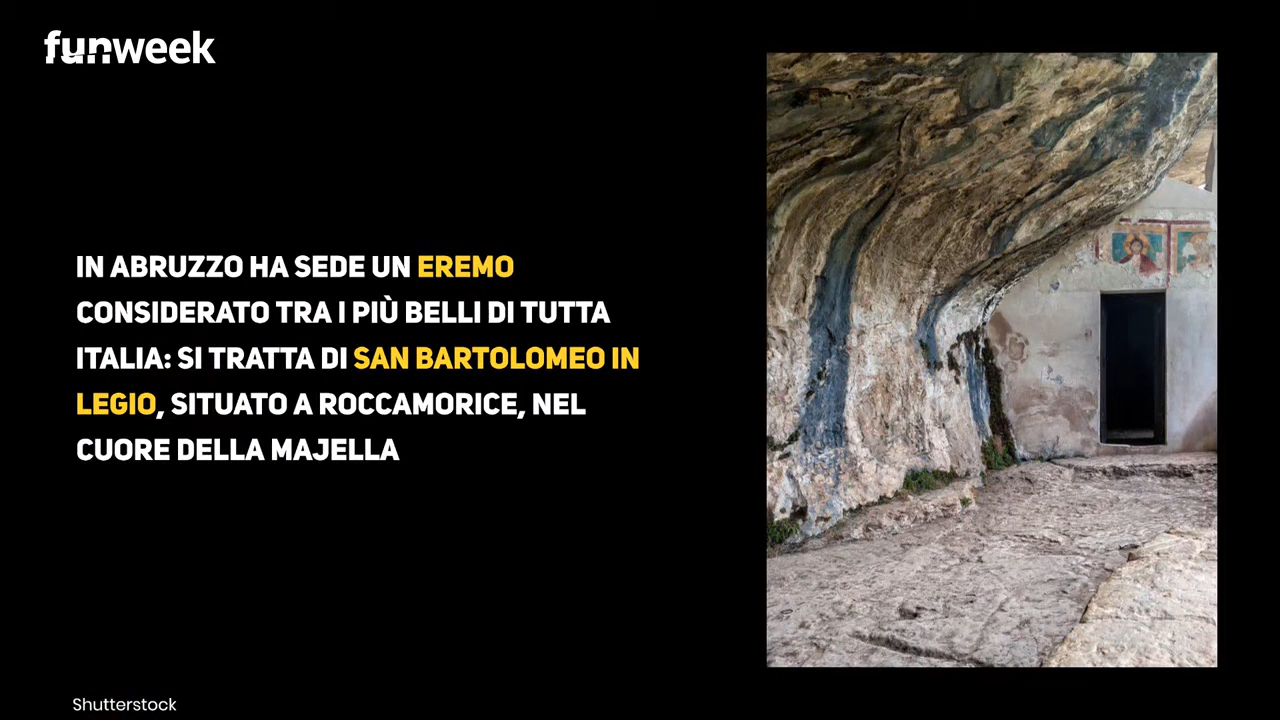 funweek
IN ABRUZZO HA SEDE UN EREMO
CONSIDERATO TRA I PIÙ BELLI DI TUTTA
ITALIA: SI TRATTA DI SAN BARTOLOMEO IN
LEGIO, SITUATO A ROCCAMORICE, NEL
CUORE DELLA MAJELLA
Shutterstock